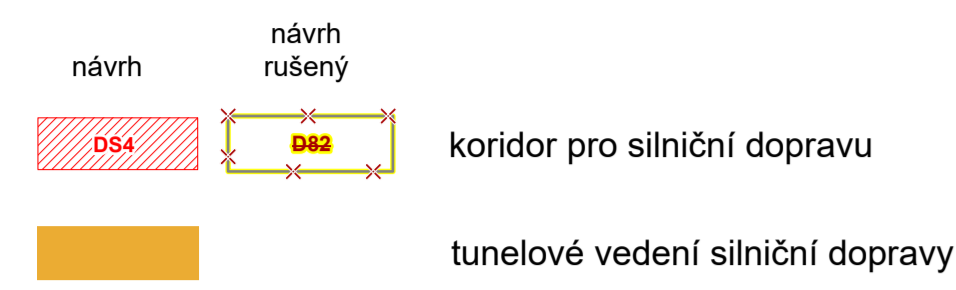 návrh
návrh
rušený
DS4
D82
koridor pro silniční dopravu
tunelové vedení silniční dopravy